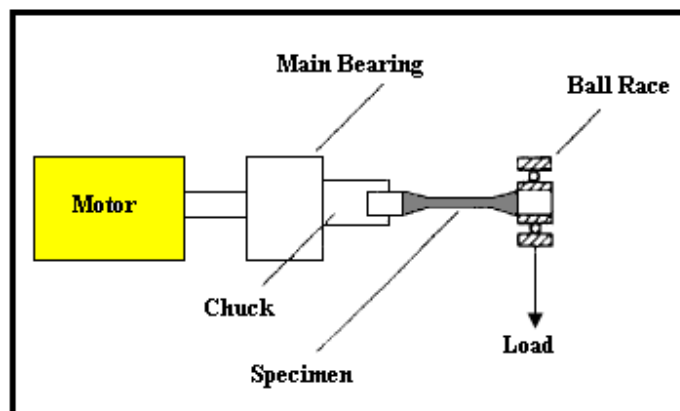 Main Bearing
Ball Race
Motor
Chuck
Load
Specimen